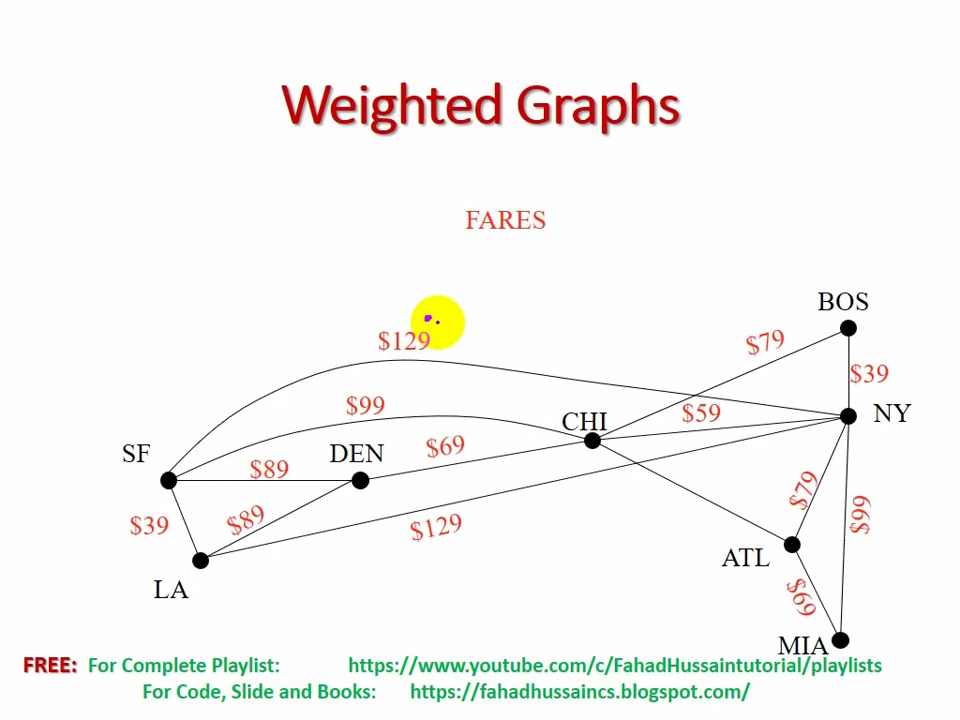 Weighted Graphs
FARES
BOS
$129
$79
$39
$99
$59
NY
CHI
SF
DEN
$69
$89
$79
$39
$89
$129
$99
ATL
LA
$69
MIA
FREE: For Complete Playlist: https://www.youtube.com/c/FahadHussaintutorial/playlists
For Code, Slide and Books: https://fahadhussaincs.blogspot.com/